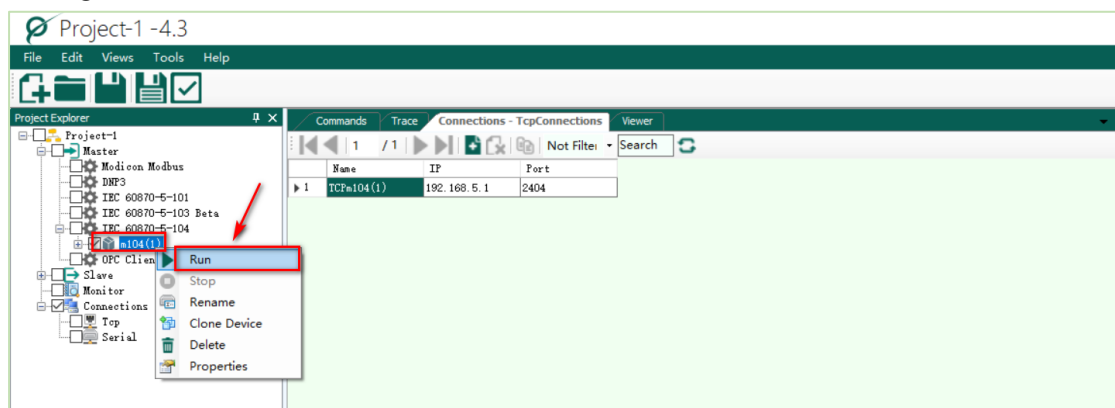 Project-1 -4.3
File Edit Views Tools Help
Project Explorer
Commands Trace Connections - TcpConnections Viewer
1 /1 Not Filter Search
Name IP Port
1 TCPm104(1) 192.168.5.1 2404
Project-1
Master
Modicon Modbus
DNP3
IEC 60870-5-101
IEC 60870-5-103 Beta
IEC 60870-5-104
m104(1)
OPC Clien
Slave
Monitor
Connections
Tcp
Serial
Run
Stop
Rename
Clone Device
Delete
Properties